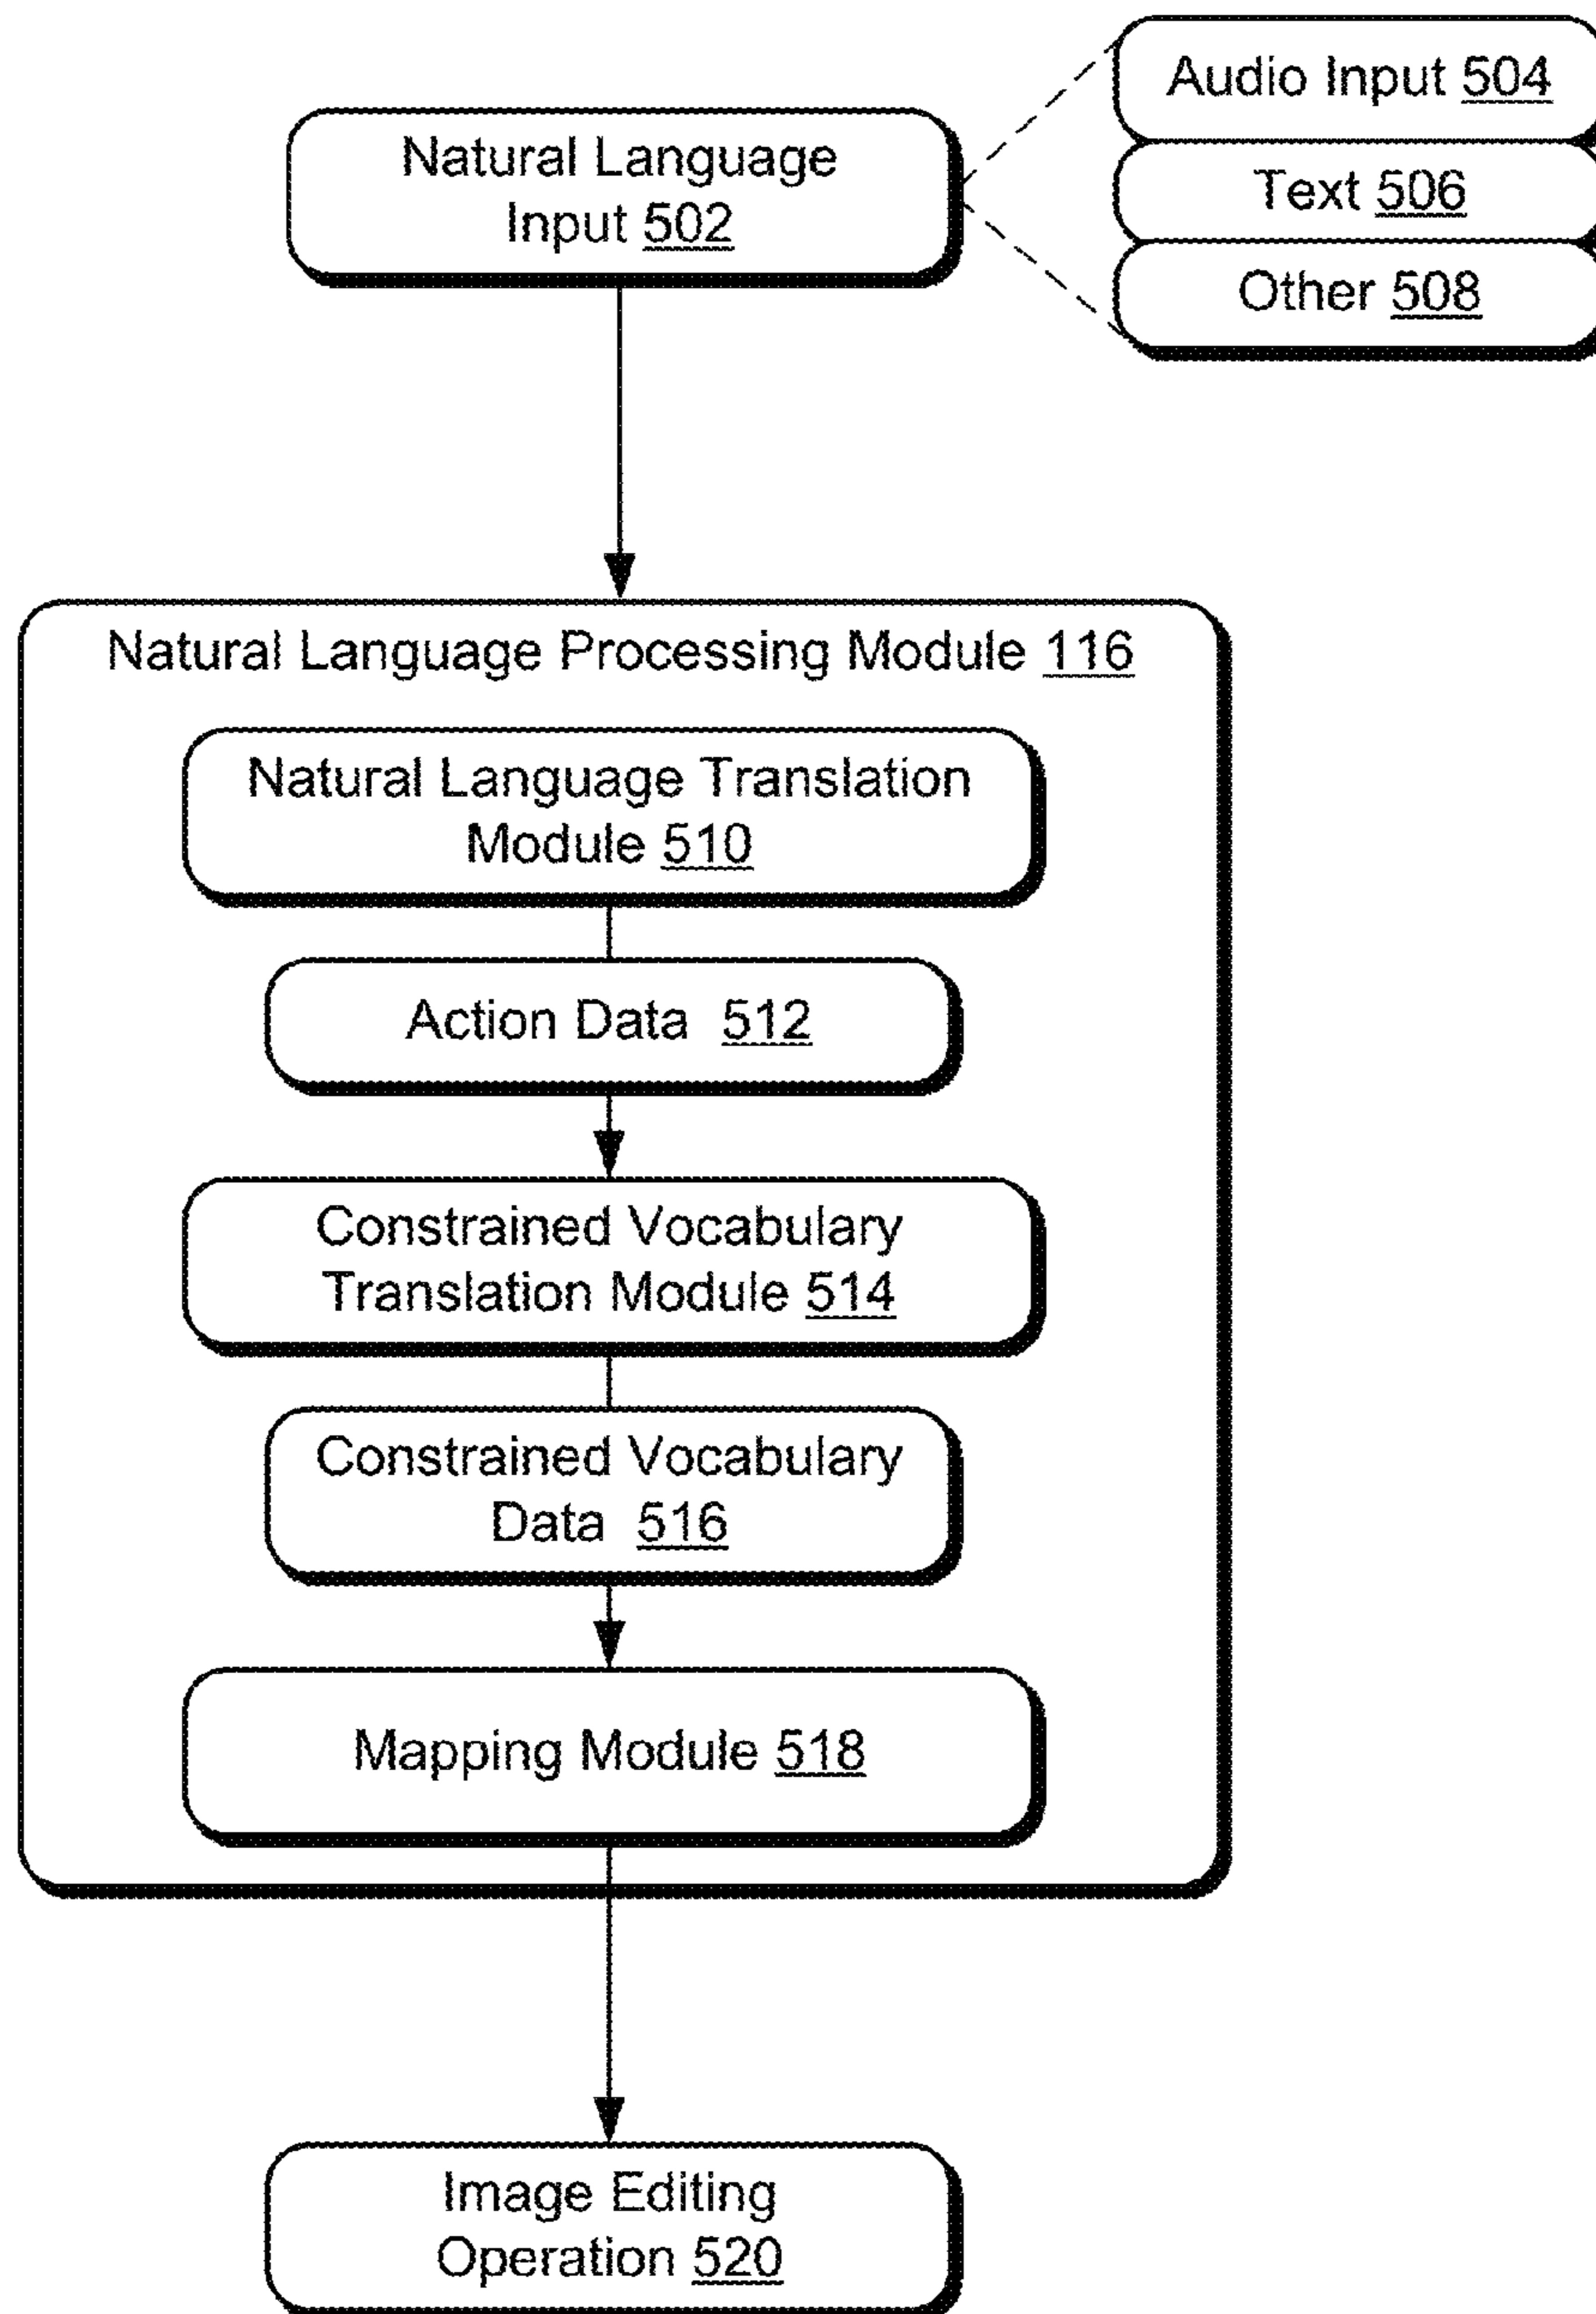 Natural Language
Input 502
Audio Input 504
Text 506
Other 508
Natural Language Processing Module 116
Natural Language Translation
Module 510
Action Data 512
Constrained Vocabulary
Translation Module 514
Constrained Vocabulary
Data 516
Mapping Module 518
Image Editing
Operation 520